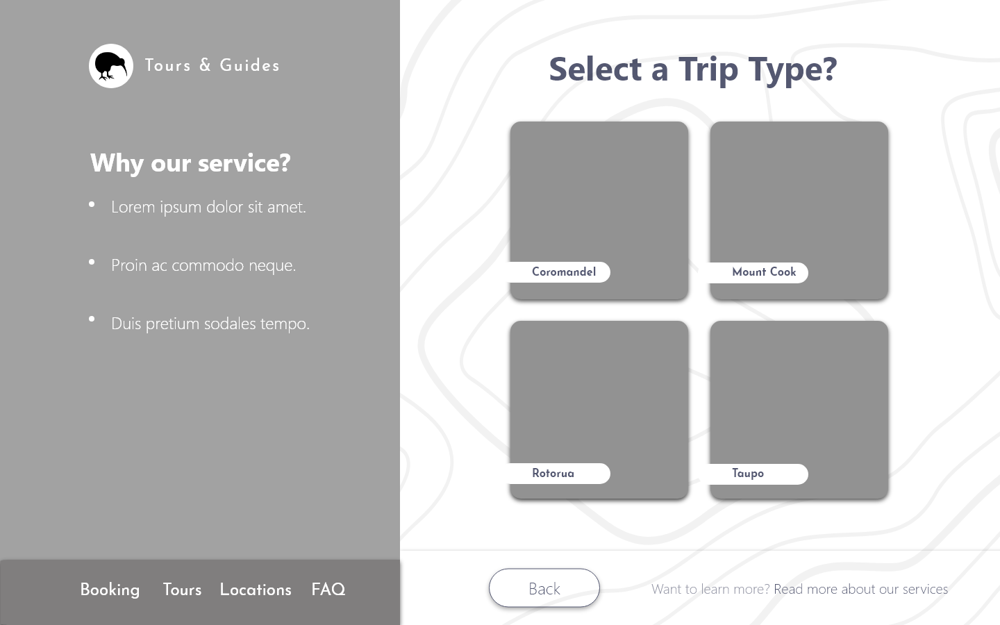 Tours & Guides
Why our service?
Lorem ipsum dolor sit amet.
Proin ac commodo neque.
Duis pretium sodales tempo.
Booking Tours Locations FAQ
Select a Trip Type?
Coromandel
Mount Cook
Rotorua
Taupo
Back
Want to learn more? Read more about our services